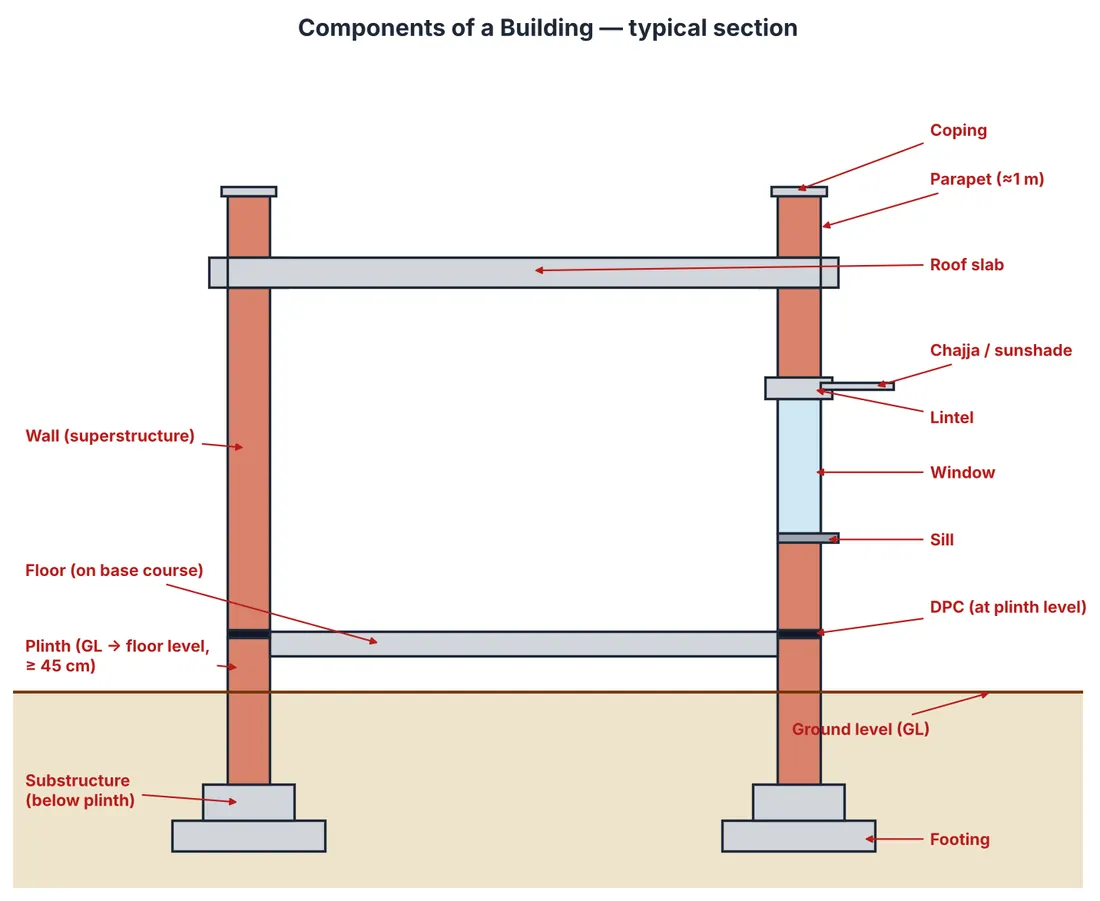 Components of a Building — typical section
Coping
Parapet (≈1 m)
Roof slab
Chajja / sunshade
Lintel
Wall (superstructure)
Window
Sill
Floor (on base course)
DPC (at plinth level)
Plinth (GL → floor level,
≥ 45 cm)
Ground level (GL)
Substructure
(below plinth)
Footing